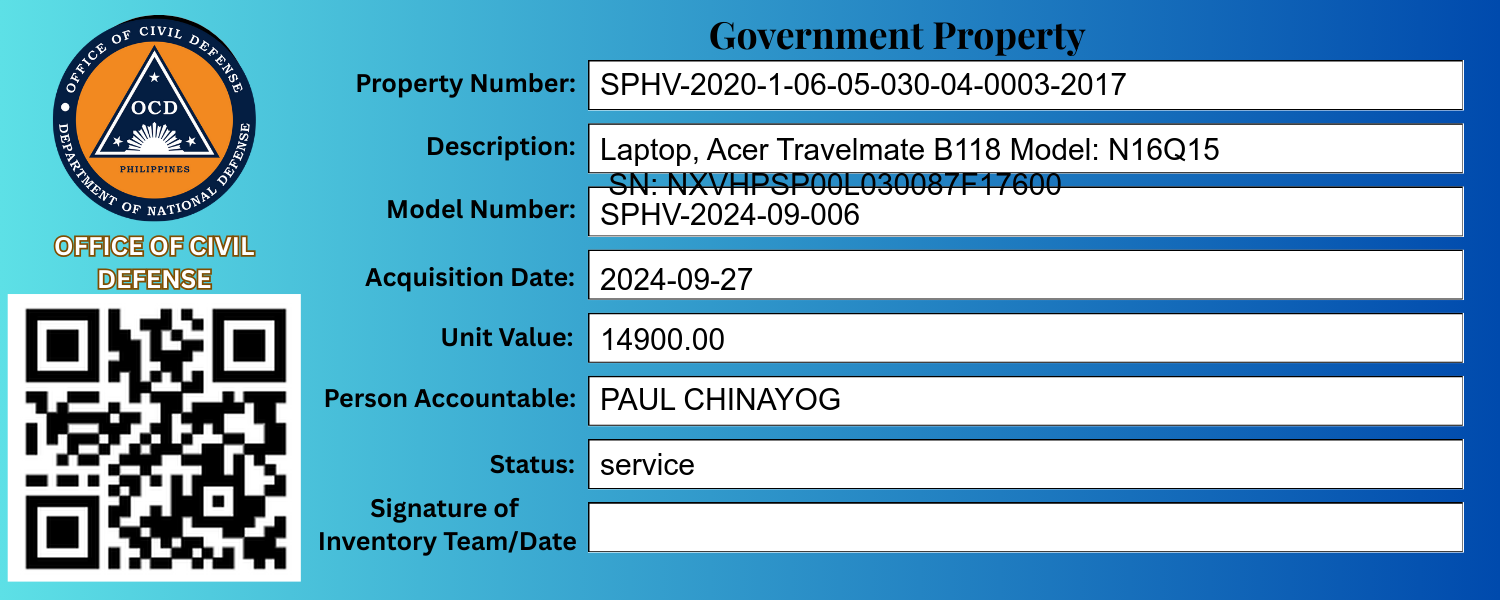 OFFICE OF CIVIL DEFENSE
OCD
PHILIPPINES
DEPARTMENT OF NATIONAL DEFENSE
OFFICE OF CIVIL
DEFENSE
Government Property
Property Number: SPHV-2020-1-06-05-030-04-0003-2017
Description: Laptop, Acer Travelmate B118 Model: N16Q15
SN: NXVHPSP00L030087F17600
Model Number: SPHV-2024-09-006
Acquisition Date: 2024-09-27
Unit Value: 14900.00
Person Accountable: PAUL CHINAYOG
Status: service
Signature of
Inventory Team/Date